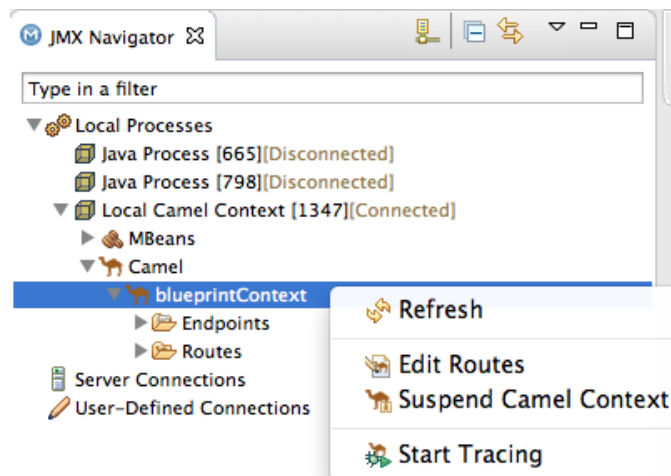 JMX Navigator
Type in a filter
Local Processes
Java Process [665][Disconnected]
Java Process [798][Disconnected]
Local Camel Context [1347][Connected]
MBeans
Camel
blueprintContext
Endpoints
Routes
Server Connections
User-Defined Connections
Refresh
Edit Routes
Suspend Camel Context
Start Tracing